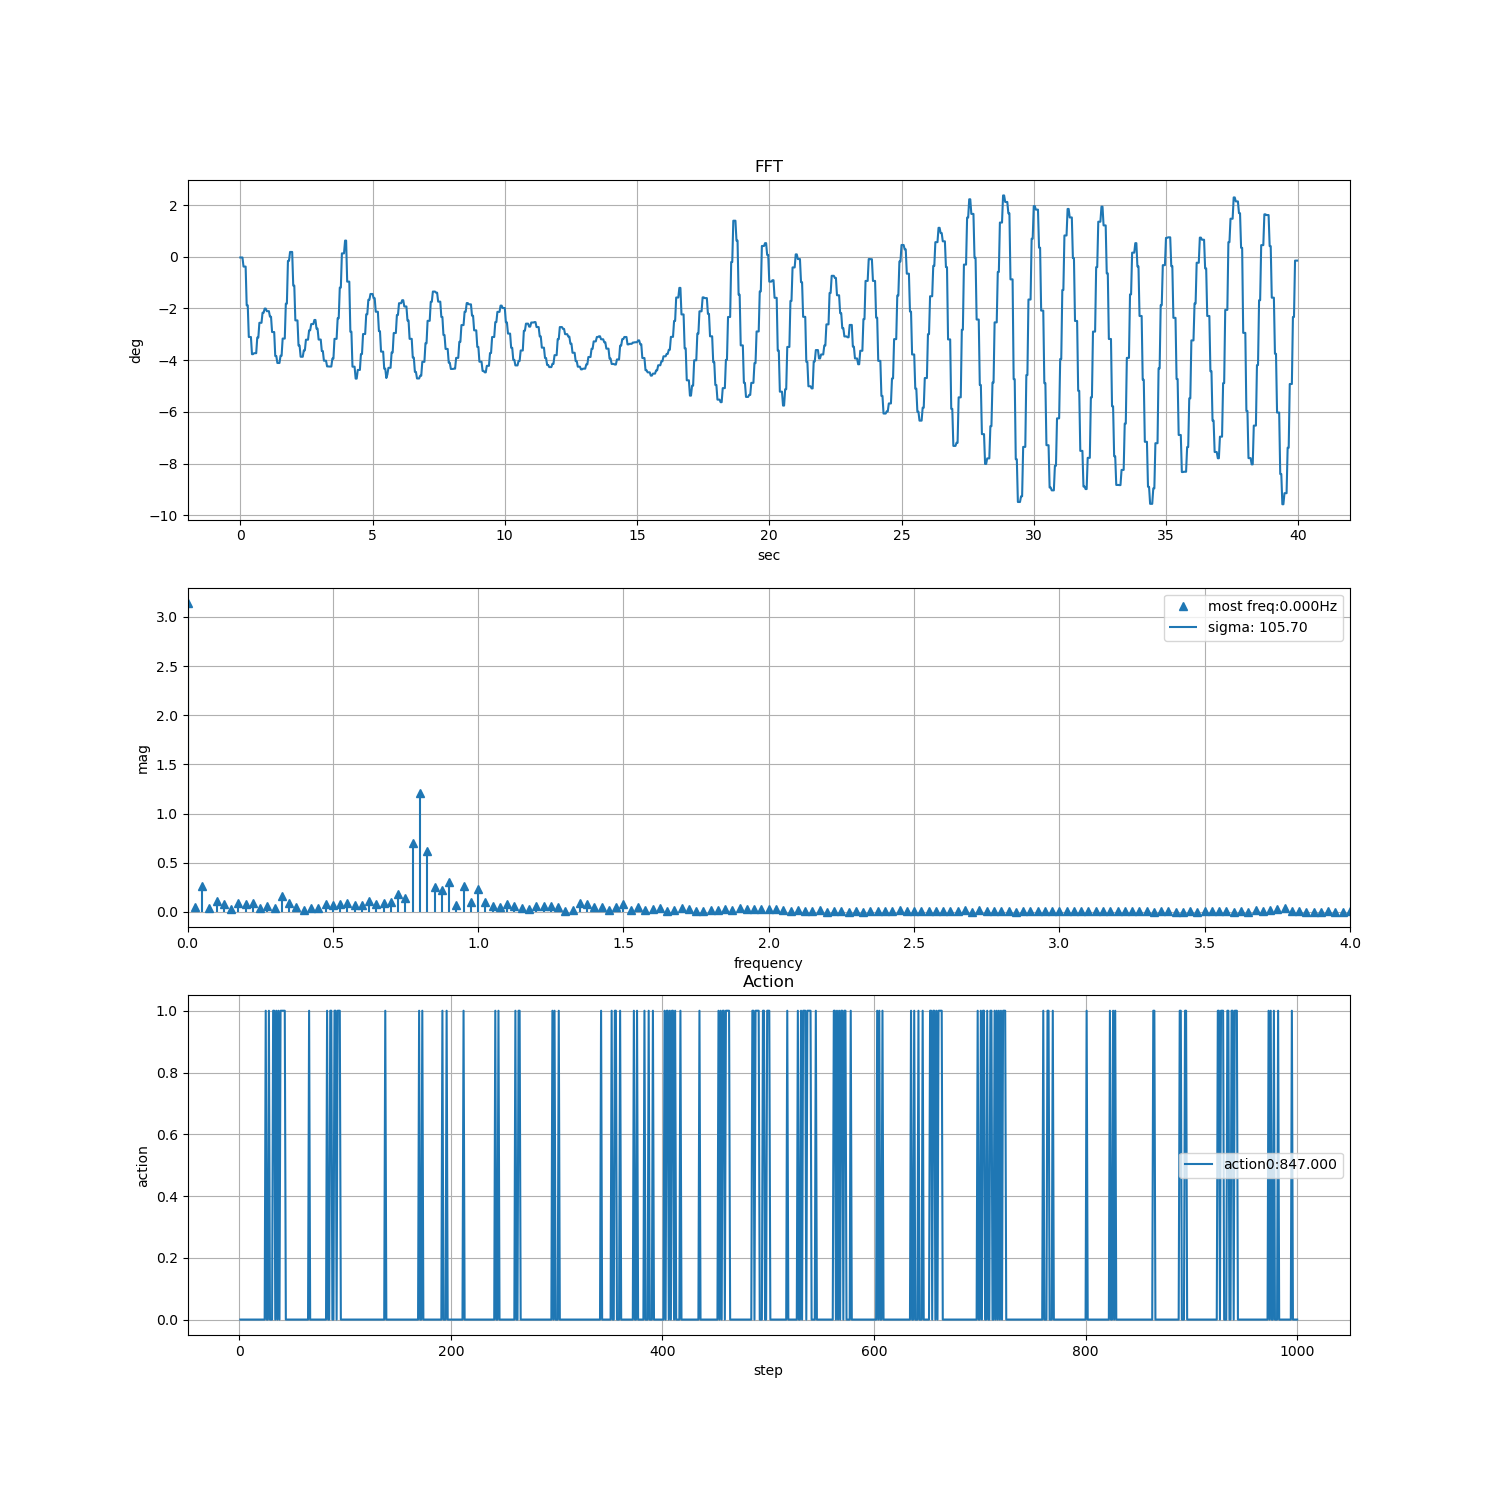 FFT
2
0
−2
−4
−6
−8
−10
deg
0 5 10 15 20 25 30 35 40
sec
3.0
2.5
2.0
1.5
1.0
0.5
0.0
mag
most freq:0.000Hz
sigma: 105.70
0.0 0.5 1.0 1.5 2.0 2.5 3.0 3.5 4.0
frequency
Action
1.0
0.8
0.6
0.4
0.2
0.0
action
action0:847.000
0 200 400 600 800 1000
step